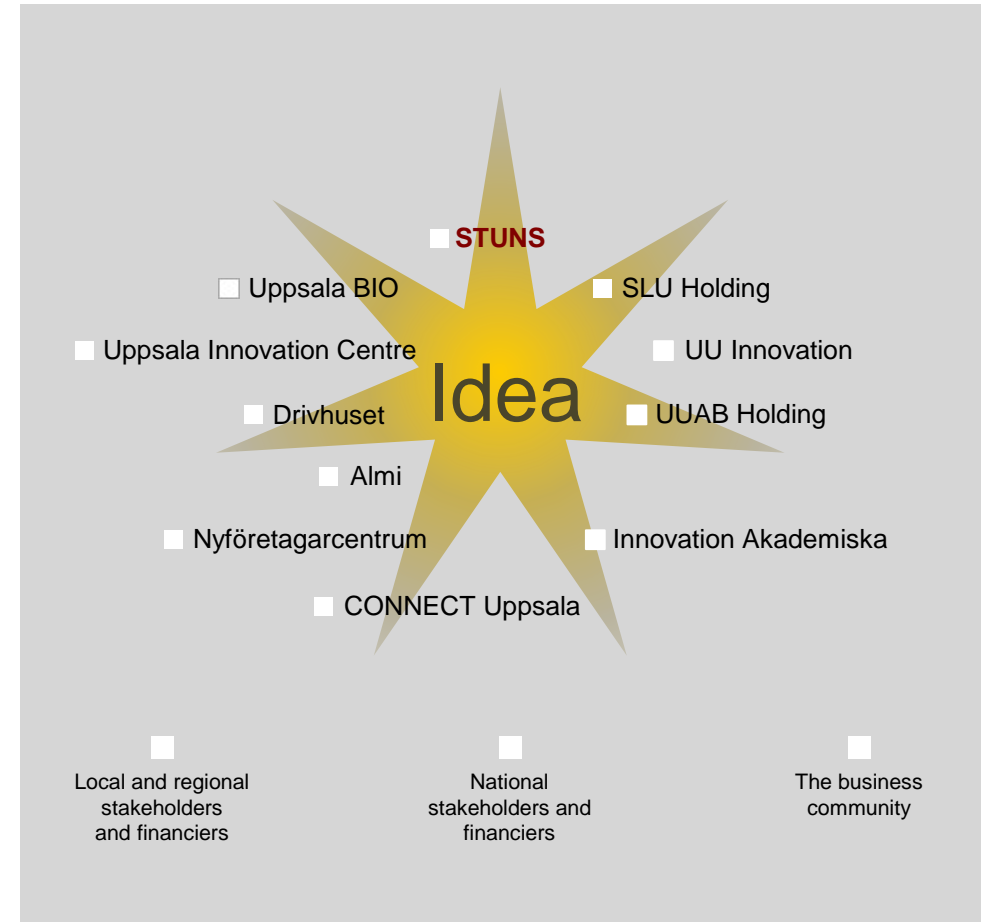 STUNS
Uppsala BIO
SLU Holding
Uppsala Innovation Centre
UU Innovation
Idea
Drivhuset
UUAB Holding
Almi
Nyföretagarcentrum
Innovation Akademiska
CONNECT Uppsala
Local and regional
stakeholders
and financiers
National
stakeholders and
financiers
The business
community